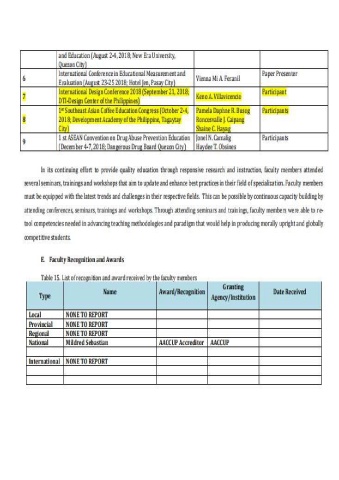 and Education (August 2-4, 2018; New Era University,
Quezon City)
6 International Conference in Educational Measurement and Vienna Mi A. Feranil Paper Presenter
Evaluation (August 23-25 2018; Hotel Jen, Pasay City)
7 International Design Conference 2018 (September 21, 2018; Keno A. Villavicencio Participant
DTI-Design Center of the Philippines)
8 1st Southeast Asian Coffee Education Congress (October 2-4, Pamela Daphne R. Buong Participants
2018; Development Academy of the Philippine, Tagaytay Roncesvalle J. Caipang
City) Shaine C. Hayag
9 1 st ASEAN Convention on Drug Abuse Prevention Education Jonel N. Camalig Participants
(December 4-7, 2018; Dangerous Drug Board Quezon City) Haydee T.
In its continuing effort to provide quality education through responsive research and instruction, faculty members attended
several seminars, trainings and workshops that aim to update and enhance best practices in their field of specialization. Faculty members
must be equipped with the latest trends and challenges in their respective fields. This can be possible by continuous capacity building by
attending conferences, seminars, trainings and workshops. Through attending seminars and trainings, faculty members were able to re-
tool competencies needed in advancing teaching methodologies and paradigm that would help in producing morally upright and globally
competitive students.
E. Faculty Recognition and Awards
Table 15. List of recognition and award received by the faculty members
Type Name Award/Recognition Granting Agency/Institution Date Received
Local NONE TO REPORT
Provincial NONE TO REPORT
Regional NONE TO REPORT
National Mildred Sebastian AACCUP Accreditor AACCUP
International NONE TO REPORT